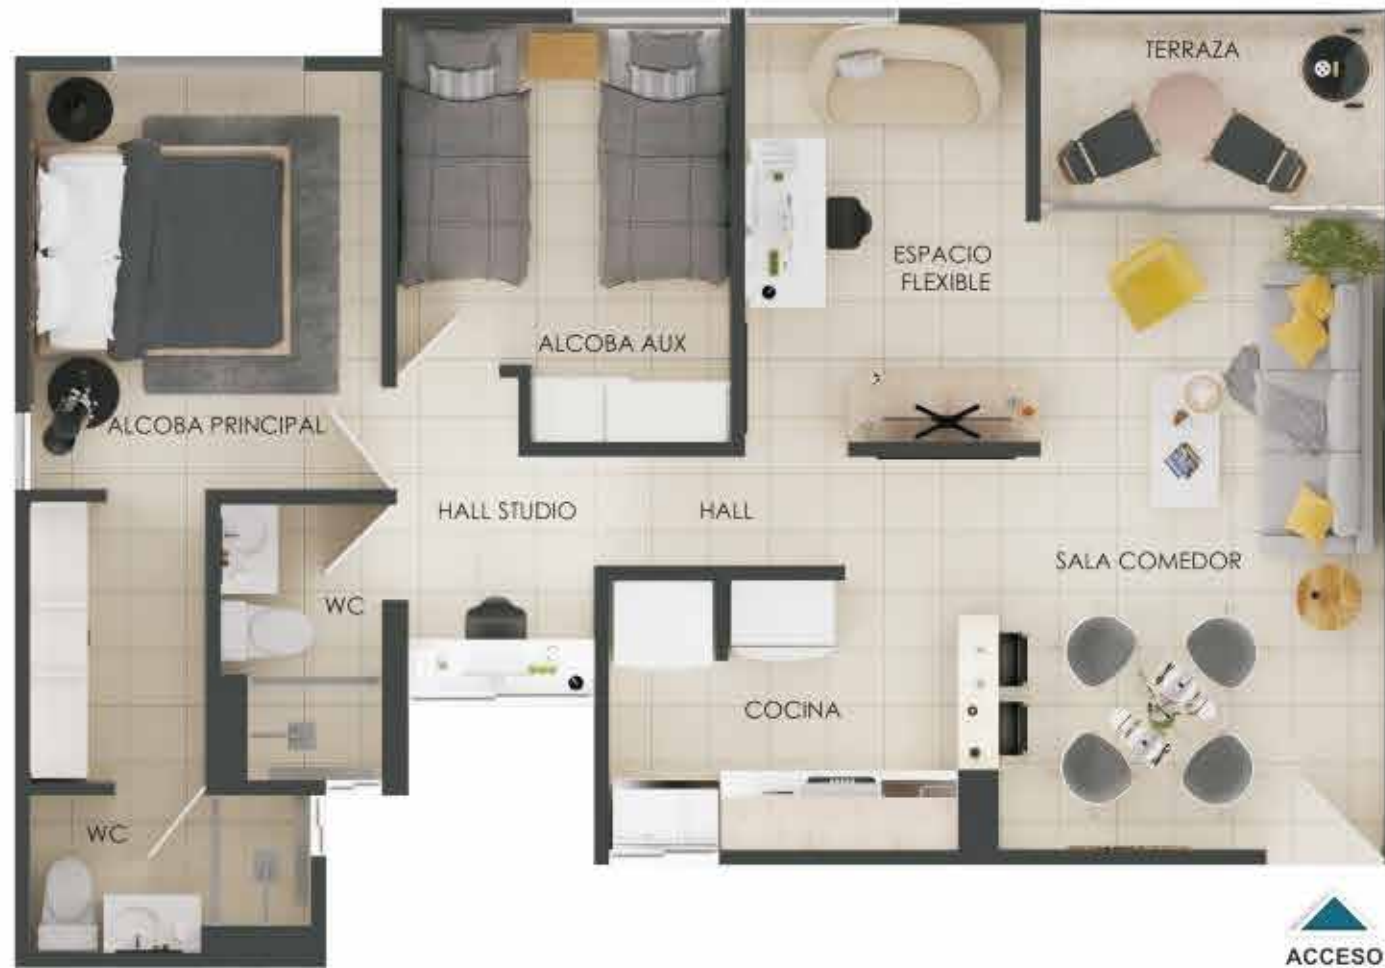 TERRAZA
ESPACIO
FLEXIBLE
ALCOBA AUX
ALCOBA PRINCIPAL
HALL STUDIO
HALL
SALA COMEDOR
WC
COCINA
WC
ACCESO